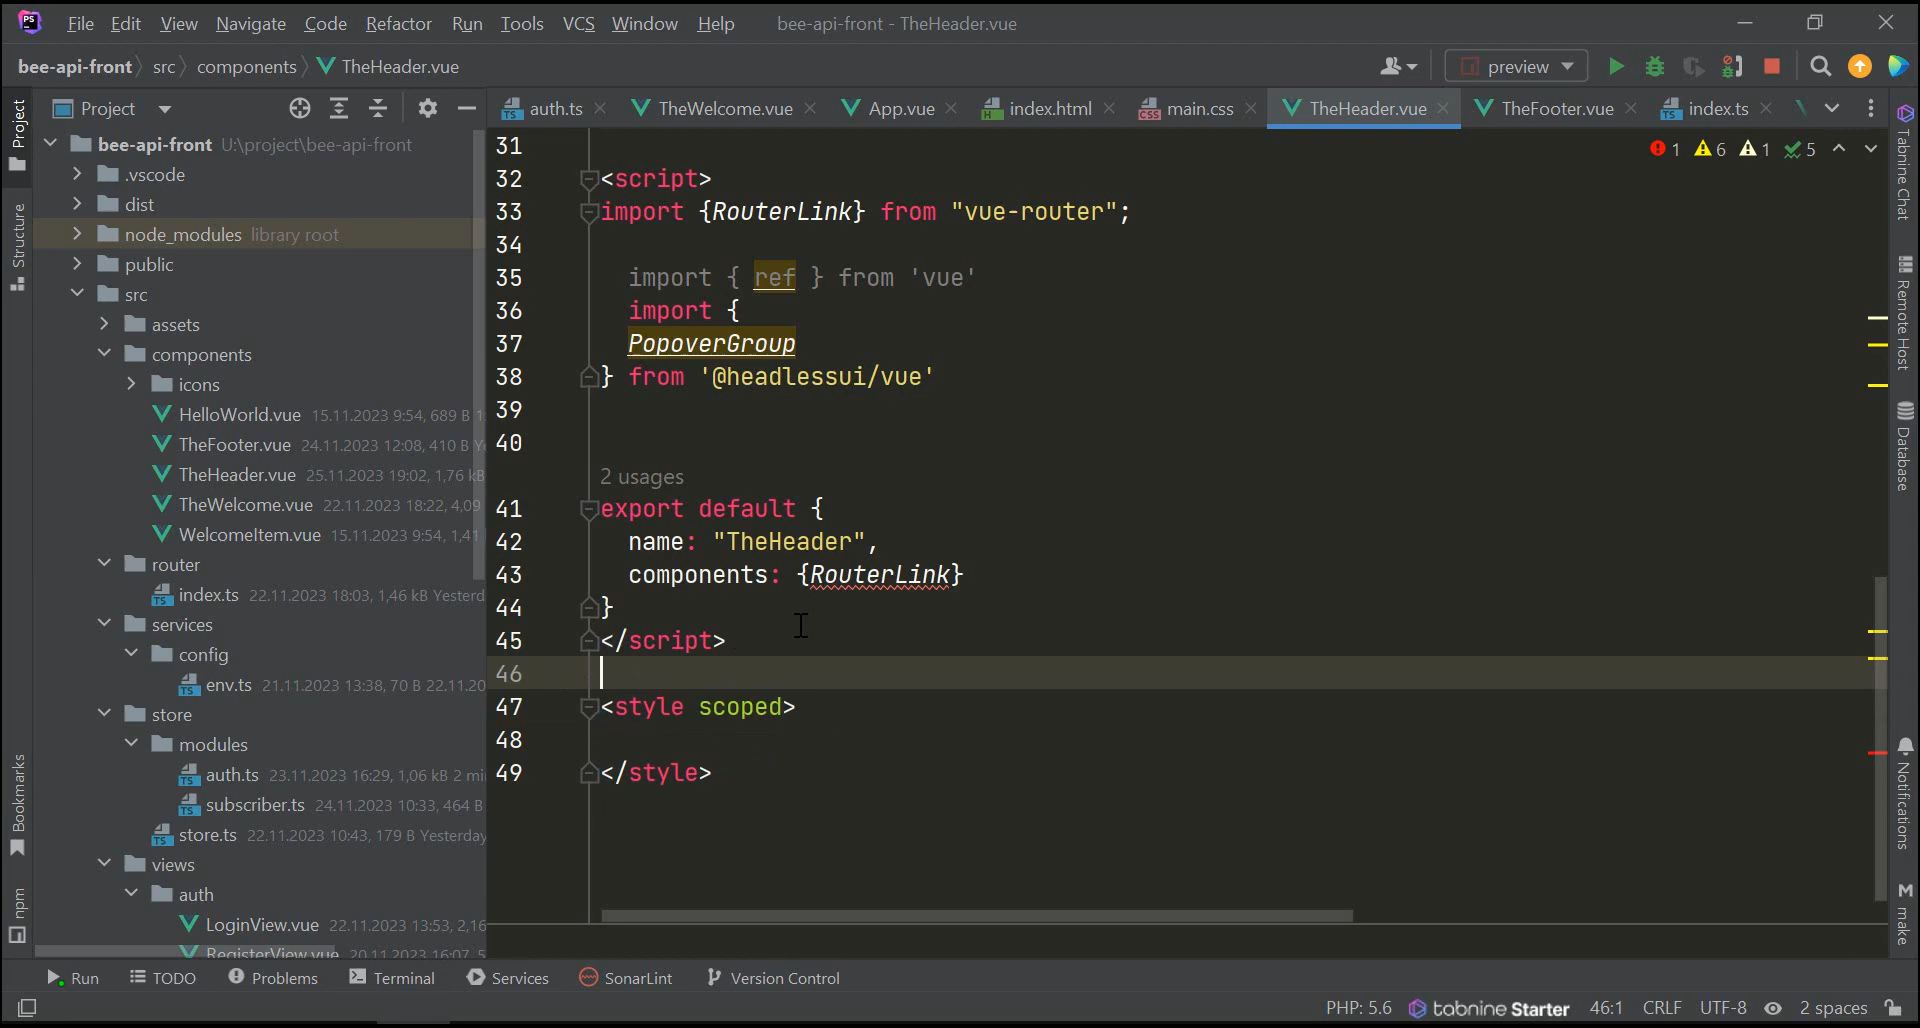 PS File Edit View Navigate Code Refactor Run Tools VCS Window Help bee-api-front - TheHeader.vue
bee-api-front src components TheHeader.vue preview
Project
auth.ts TheWelcome.vue App.vue index.html main.css TheHeader.vue TheFooter.vue index.ts
1 6 1 5
bee-api-front U:\project\bee-api-front
.vscode
dist
node_modules library root
public
src
assets
components
icons
HelloWorld.vue 15.11.2023 9:54, 689 B
TheFooter.vue 24.11.2023 12:08, 410 B
TheHeader.vue 25.11.2023 19:02, 1,76 kB
TheWelcome.vue 22.11.2023 18:22, 4,09
WelcomeItem.vue 15.11.2023 9:54, 1,41
router
index.ts 22.11.2023 18:03, 1,46 kB Yesterd
services
config
env.ts 21.11.2023 13:38, 70 B 22.11.20
store
modules
auth.ts 23.11.2023 16:29, 1,06 kB 2 mi
subscriber.ts 24.11.2023 10:33, 464 B
store.ts 22.11.2023 10:43, 179 B Yesterday
views
auth
LoginView.vue 22.11.2023 13:53, 2,16
RegisterView.vue 20.11.2023 16:07, 5
31
32 <script>
33 import {RouterLink} from "vue-router";
34
35 import { ref } from 'vue'
36 import {
37 PopoverGroup
38 } from '@headlessui/vue'
39
40
2 usages
41 export default {
42 name: "TheHeader",
43 components: {RouterLink}
44 }
45 </script>
46
47 <style scoped>
48
49 </style>
Project
Structure
Bookmarks
npm
Tabnine Chat
Remote Host
Database
Notifications
make
Run TODO Problems Terminal Services SonarLint Version Control
PHP: 5.6 tabnine Starter 46:1 CRLF UTF-8 2 spaces